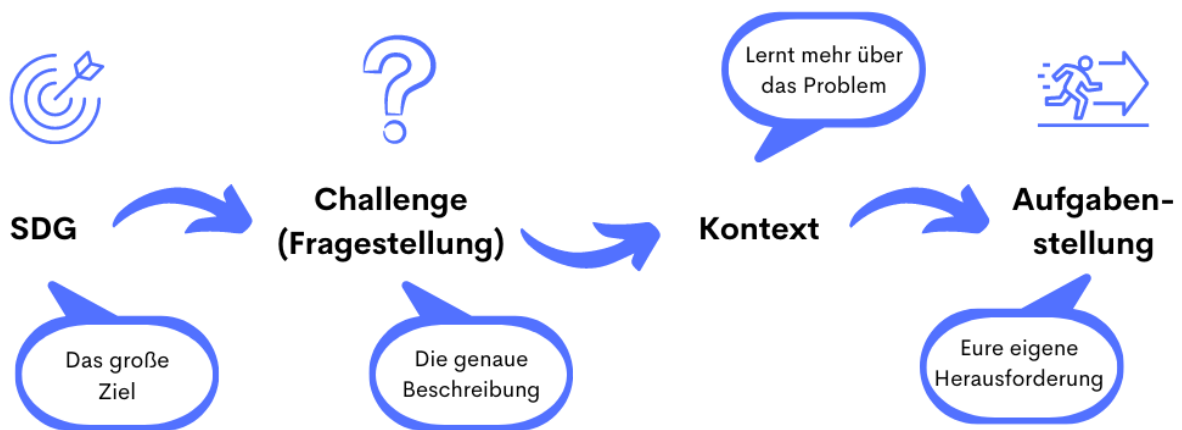 SDG
Das große
Ziel
Challenge
(Fragestellung)
Die genaue
Beschreibung
Lernt mehr über
das Problem
Kontext
Aufgaben-
stellung
Eure eigene
Herausforderung